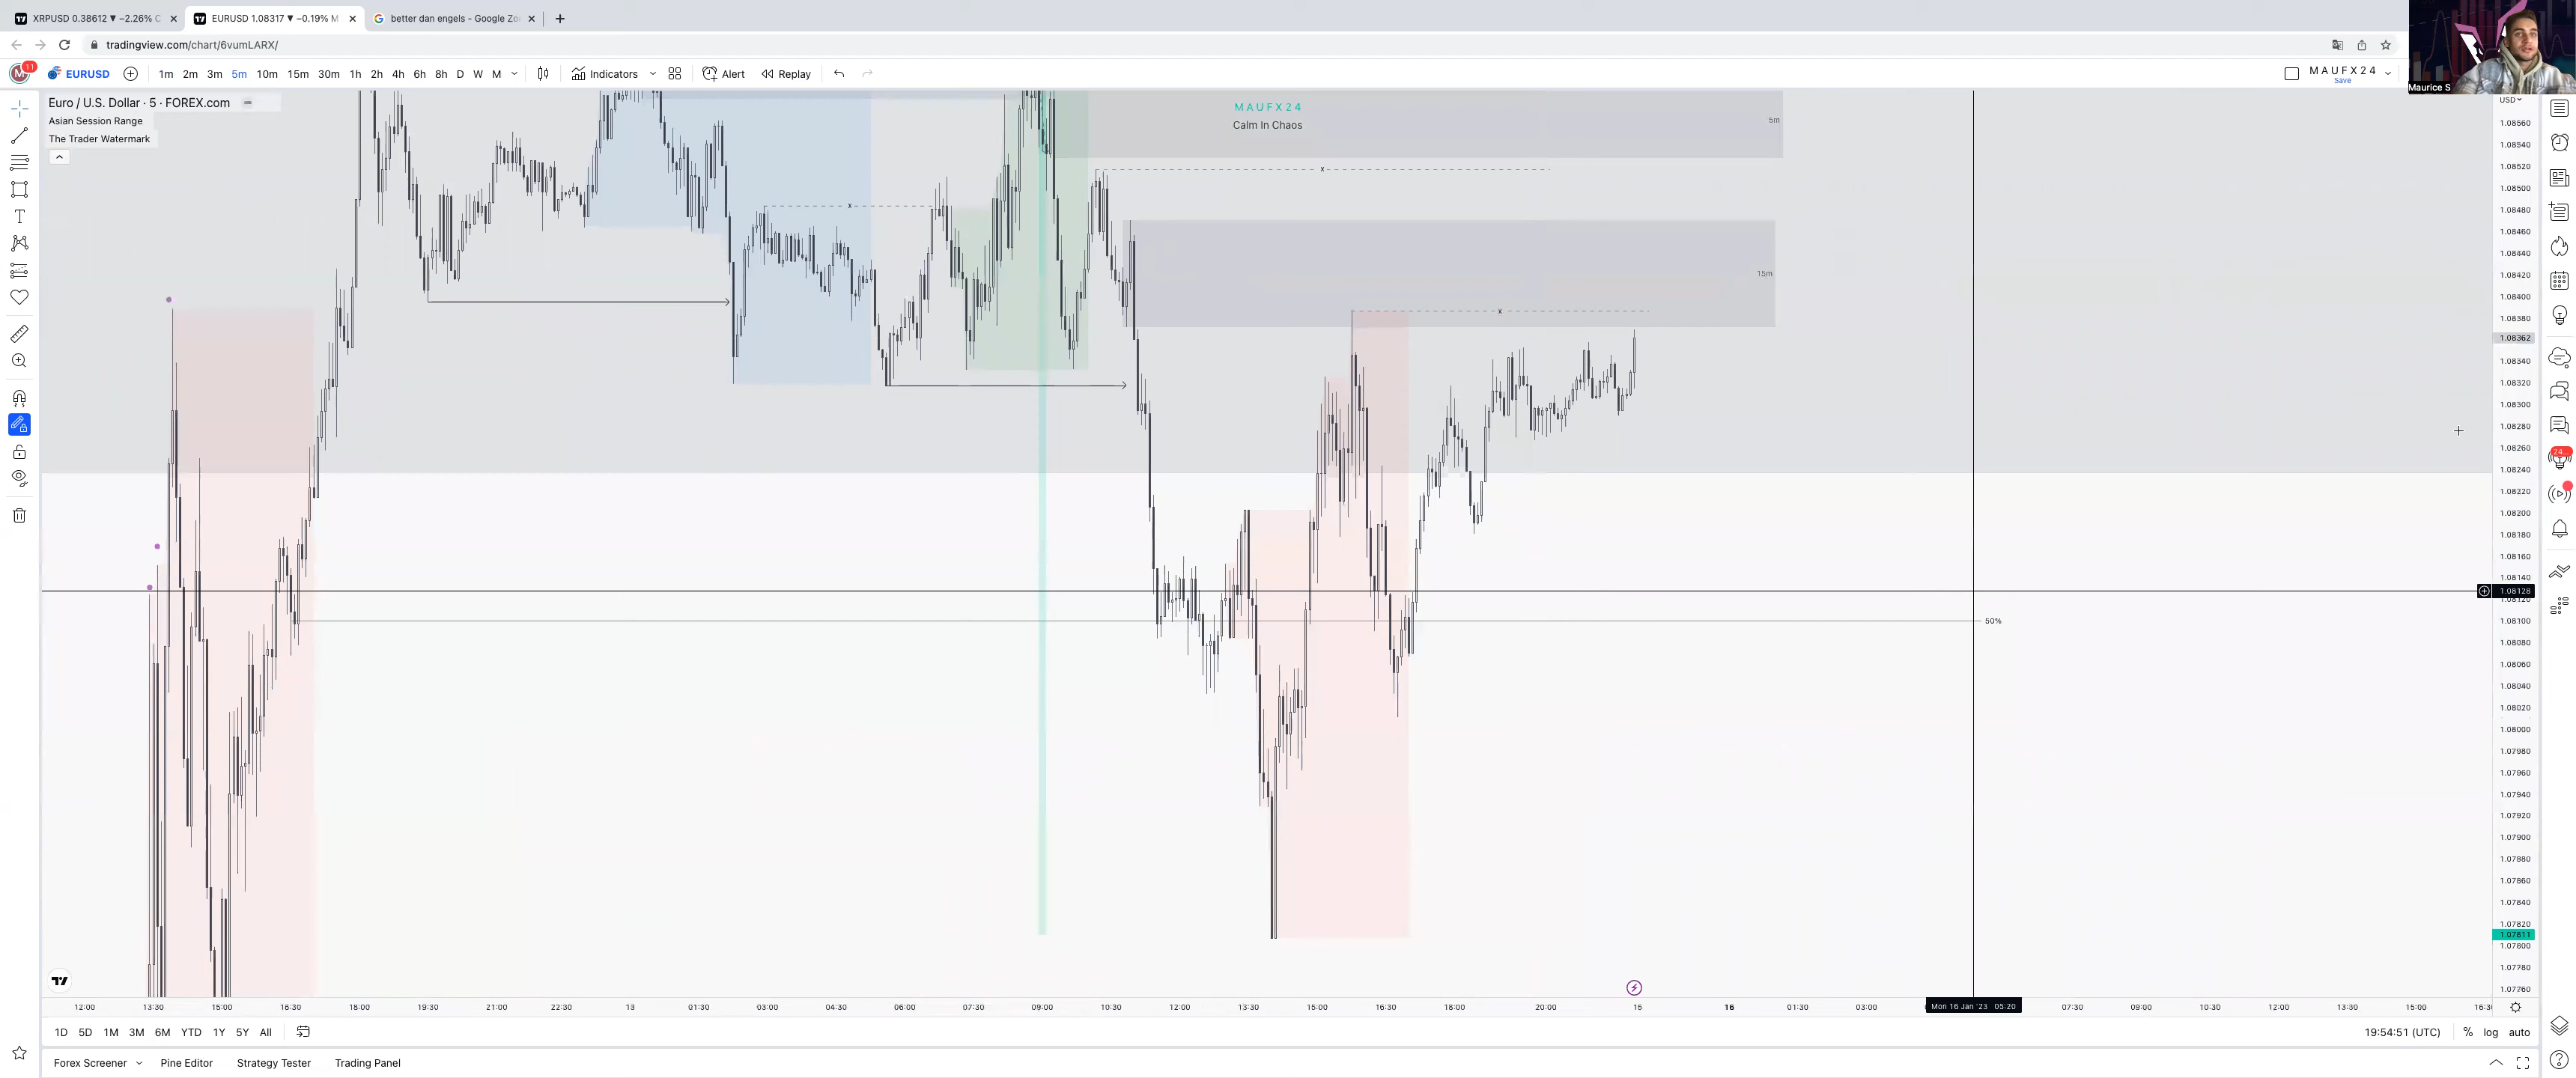 XRPUSD 0.38612 ▼ −2.26% C
EURUSD 1.08317 ▼ −0.19% M
better dan engels - Google Zo
tradingview.com/chart/6vumLARX/
M 11
EURUSD
1m 2m 3m 5m 10m 15m 30m 1h 2h 4h 6h 8h D W M
Indicators
Alert
Replay
MAUFX24
Save
Maurice S
Euro / U.S. Dollar · 5 · FOREX.com
Asian Session Range
The Trader Watermark
MAUFX24
Calm In Chaos
5m
x
x
15m
x
50%
USD
1.08560
1.08540
1.08520
1.08500
1.08480
1.08460
1.08440
1.08420
1.08400
1.08380
1.08362
1.08340
1.08320
1.08300
1.08280
1.08260
1.08240
1.08220
1.08200
1.08180
1.08160
1.08140
1.08128
1.08120
1.08100
1.08080
1.08060
1.08040
1.08020
1.08000
1.07980
1.07960
1.07940
1.07920
1.07900
1.07880
1.07860
1.07840
1.07820
1.07811
1.07800
1.07780
1.07760
12:00 13:30 15:00 16:30 18:00 19:30 21:00 22:30 13 01:30 03:00 04:30 06:00 07:30 09:00 10:30 12:00 13:30 15:00 16:30 18:00 20:00 15 16 01:30 03:00 Mon 16 Jan '23 05:20 07:30 09:00 10:30 12:00 13:30 15:00 16:3
1D 5D 1M 3M 6M YTD 1Y 5Y All
19:54:51 (UTC) % log auto
Forex Screener Pine Editor Strategy Tester Trading Panel